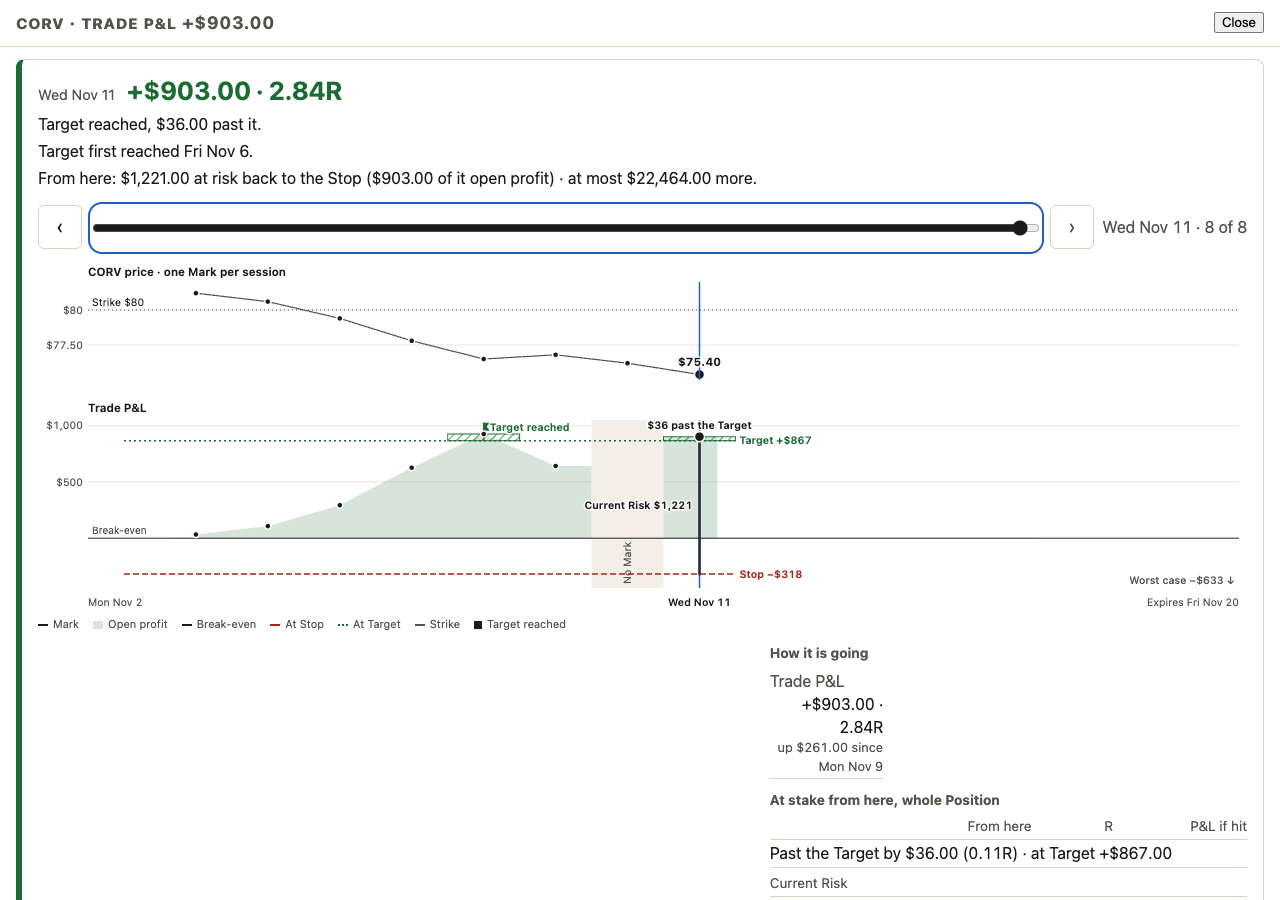 CORV · TRADE P&L +$903.00
Close
Wed Nov 11 +$903.00 · 2.84R
Target reached, $36.00 past it.
Target first reached Fri Nov 6.
From here: $1,221.00 at risk back to the Stop ($903.00 of it open profit) · at most $22,464.00 more.
‹
› Wed Nov 11 · 8 of 8
CORV price · one Mark per session
Strike $80
$80
$77.50
$75.40
Trade P&L
$1,000
Target reached
$36 past the Target
Target +$867
$500
Current Risk $1,221
Break-even
No Mark
Stop −$318
Worst case −$633 ↓
Mon Nov 2
Wed Nov 11
Expires Fri Nov 20
Mark Open profit Break-even At Stop At Target Strike Target reached
How it is going
Trade P&L
+$903.00 ·
2.84R
up $261.00 since
Mon Nov 9
At stake from here, whole Position
From here R P&L if hit
Past the Target by $36.00 (0.11R) · at Target +$867.00
Current Risk